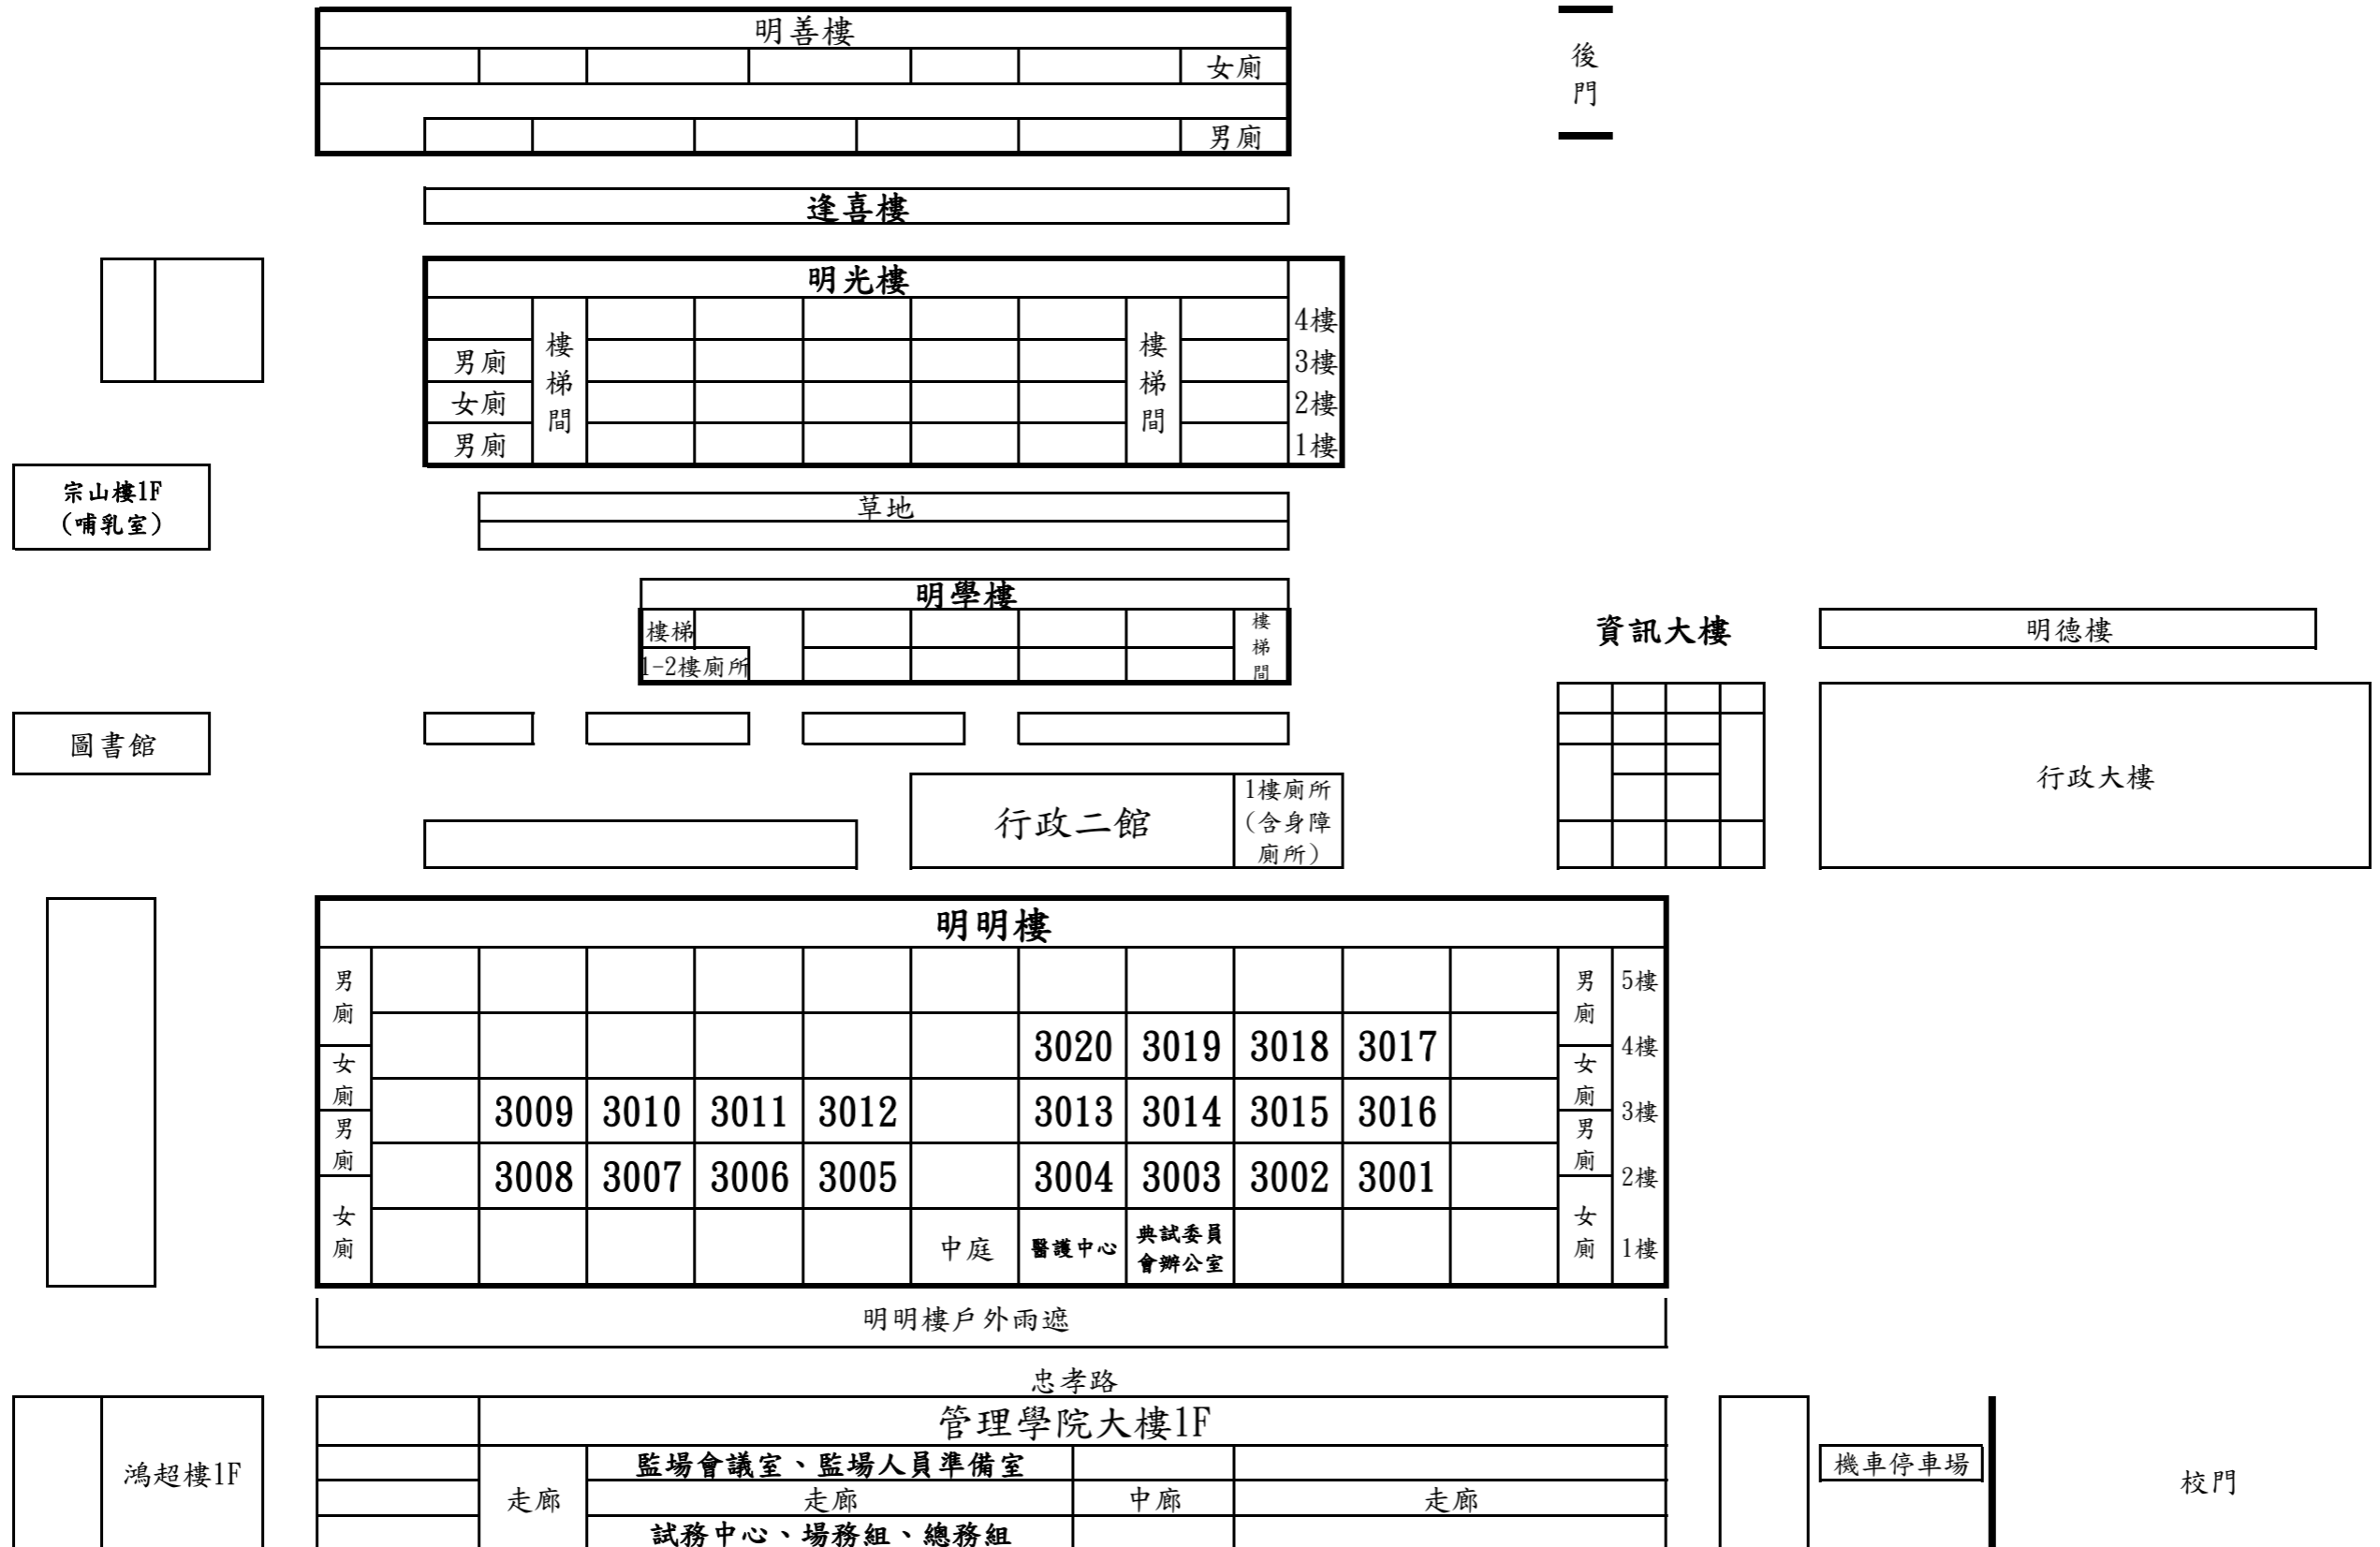 明善樓
女廁
男廁
後門
逢喜樓
明光樓
4樓
男廁
樓梯間
樓梯間
3樓
女廁
2樓
男廁
1樓
宗山樓1F
(哺乳室)
草地
明學樓
樓梯
樓梯間
1-2樓廁所
資訊大樓
明德樓
圖書館
行政二館
1樓廁所
(含身障
廁所)
行政大樓
明明樓
男廁
男廁
5樓
3020 3019 3018 3017
4樓
女廁
女廁
3009 3010 3011 3012 3013 3014 3015 3016
3樓
男廁
男廁
3008 3007 3006 3005 3004 3003 3002 3001
2樓
女廁
中庭
醫護中心
典試委員
會辦公室
女廁
1樓
明明樓戶外雨遮
忠孝路
管理學院大樓1F
鴻超樓1F
監場會議室、監場人員準備室
機車停車場
校門
走廊
走廊
中廊
走廊
試務中心、場務組、總務組